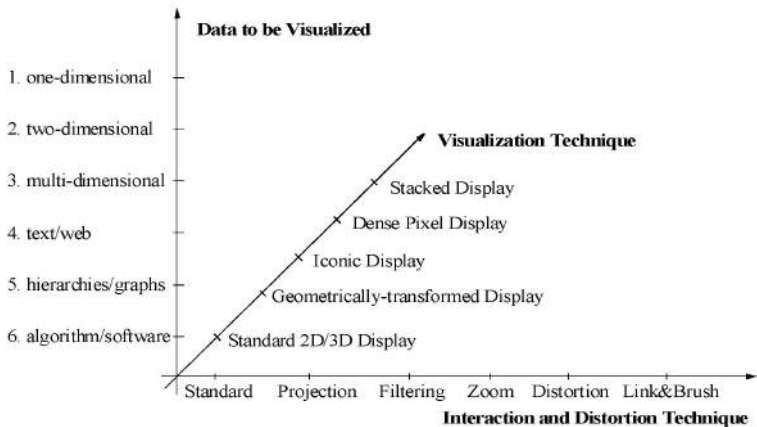 Data to be Visualized
1. one-dimensional
2. two-dimensional
Visualization Technique
3. multi-dimensional
Stacked Display
Dense Pixel Display
4. text/web
Iconic Display
5. hierarchies/graphs
Geometrically-transformed Display
6. algorithm/software
Standard 2D/3D Display
Standard Projection Filtering Zoom Distortion Link&Brush
Interaction and Distortion Technique